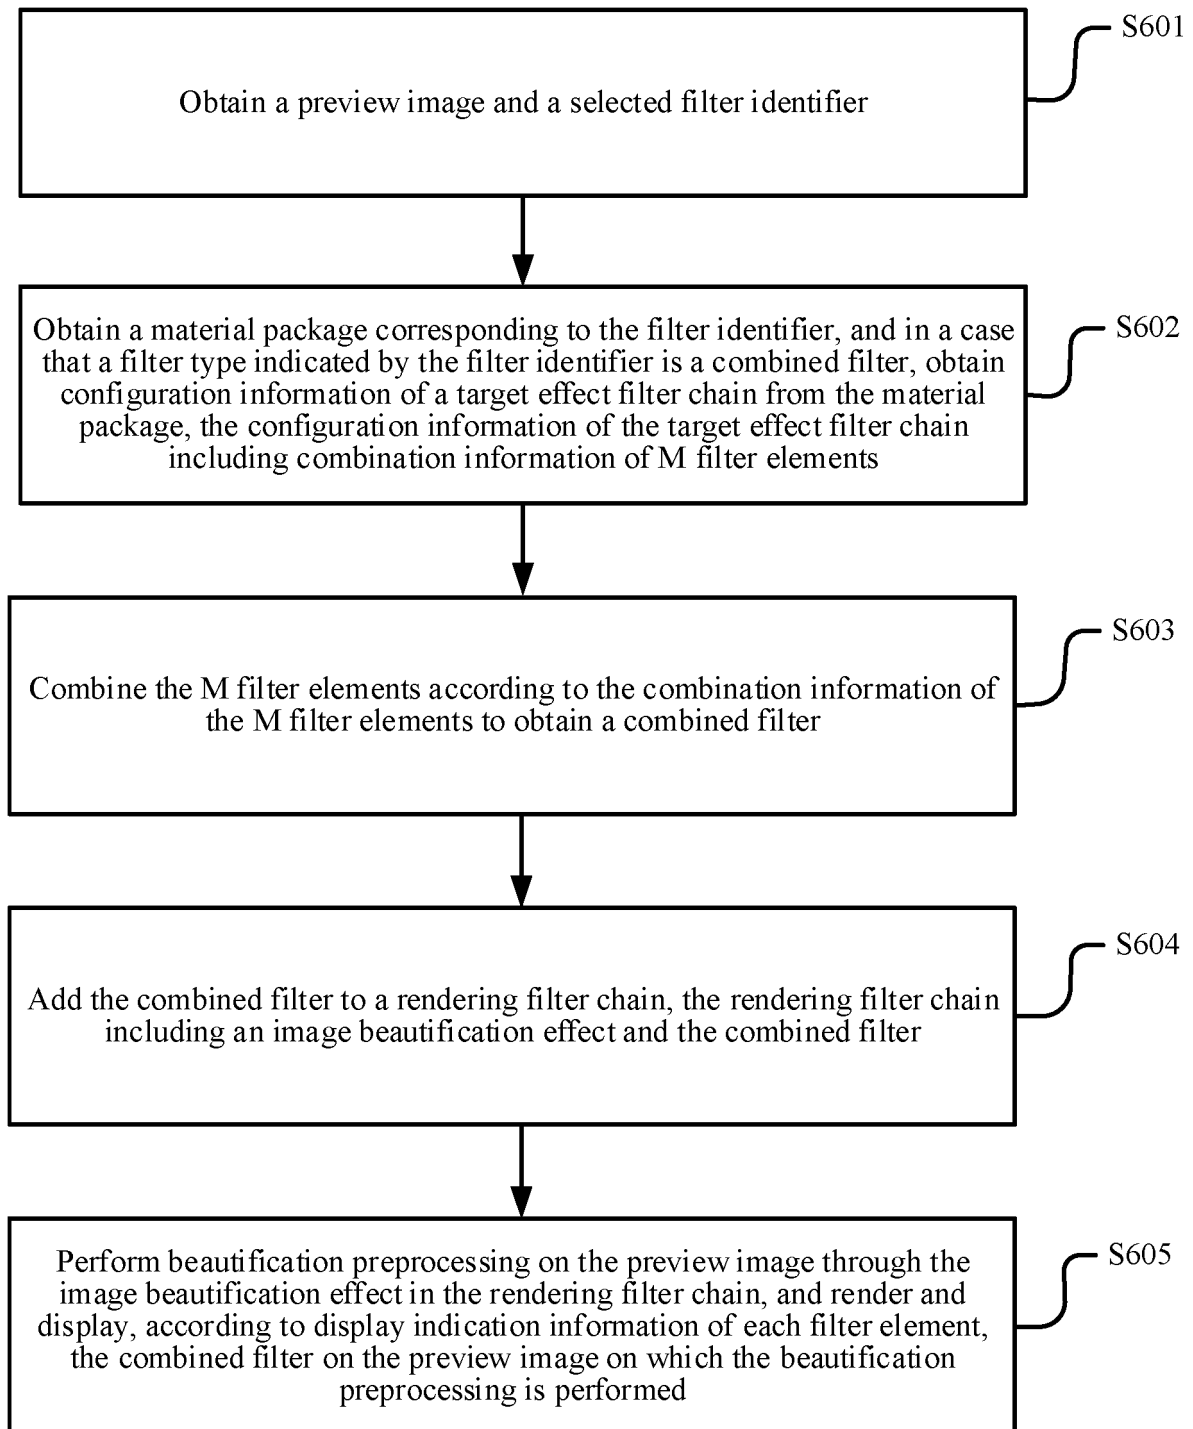 S601
Obtain a preview image and a selected filter identifier
S602
Obtain a material package corresponding to the filter identifier, and in a case
that a filter type indicated by the filter identifier is a combined filter, obtain
configuration information of a target effect filter chain from the material
package, the configuration information of the target effect filter chain
including combination information of M filter elements
S603
Combine the M filter elements according to the combination information of
the M filter elements to obtain a combined filter
S604
Add the combined filter to a rendering filter chain, the rendering filter chain
including an image beautification effect and the combined filter
S605
Perform beautification preprocessing on the preview image through the
image beautification effect in the rendering filter chain, and render and
display, according to display indication information of each filter element,
the combined filter on the preview image on which the beautification
preprocessing is performed